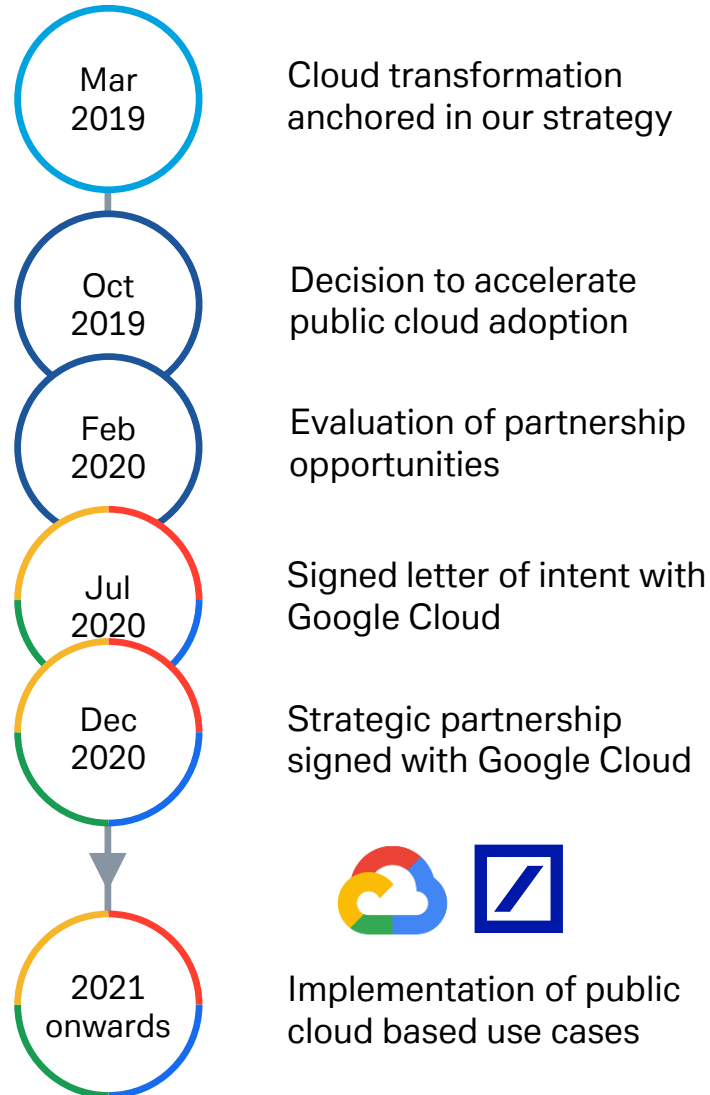 Mar
2019
Cloud transformation
anchored in our strategy
Oct
2019
Decision to accelerate
public cloud adoption
Feb
2020
Evaluation of partnership
opportunities
Jul
2020
Signed letter of intent with
Google Cloud
Dec
2020
Strategic partnership
signed with Google Cloud
2021
onwards
Implementation of public
cloud based use cases